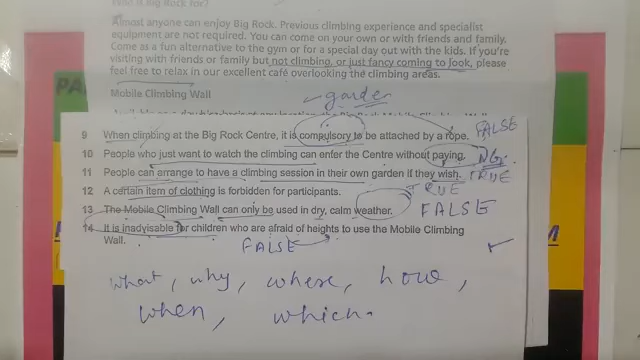 Who is Big Rock for?
Almost anyone can enjoy Big Rock. Previous climbing experience and specialist
equipment are not required. You can come on your own or with friends and family.
Come as a fun alternative to the gym or for a special day out with the kids. If you're
visiting with friends or family but not climbing, or just fancy coming to look, please
feel free to relax in our excellent café overlooking the climbing areas.
Mobile Climbing Wall
garden
9 When climbing at the Big Rock Centre, it is compulsory to be attached by a rope. FALSE
10 People who just want to watch the climbing can enter the Centre without paying. NG
11 People can arrange to have a climbing session in their own garden if they wish. TRUE
12 A certain item of clothing is forbidden for participants. TRUE
13 The Mobile Climbing Wall can only be used in dry, calm weather. FALSE
14 It is inadvisable for children who are afraid of heights to use the Mobile Climbing
Wall. FALSE
what, why, where, how,
when, which.